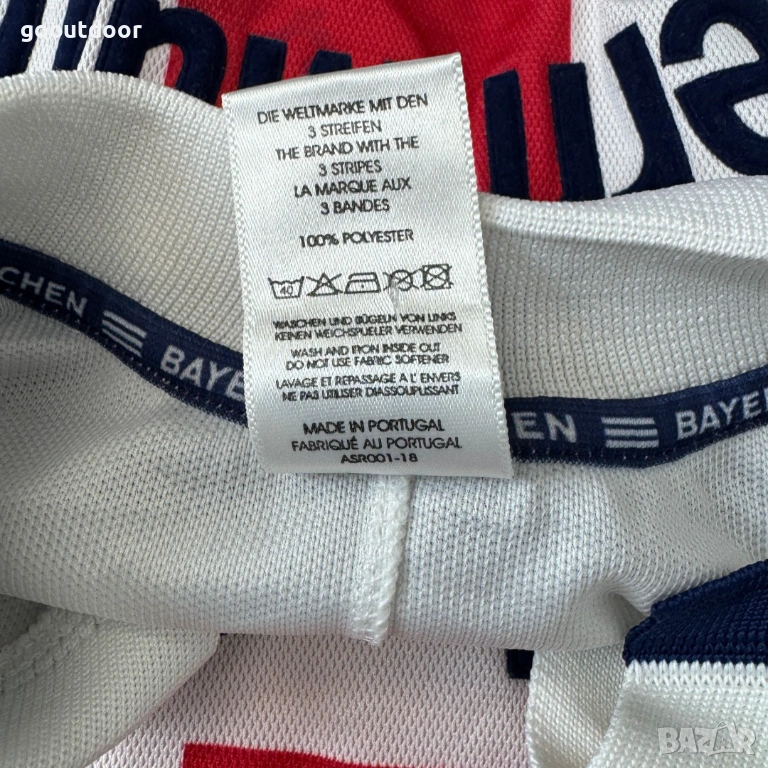 gooutdoor
DIE WELTMARKE MIT DEN
3 STREIFEN
THE BRAND WITH THE
3 STRIPES
LA MARQUE AUX
3 BANDES
100% POLYESTER
40
WASCHEN UND BÜGELN VON LINKS
KEINEN WEICHSPUELER VERWENDEN
WASH AND IRON INSIDE OUT
DO NOT USE FABRIC SOFTENER
LAVAGE ET REPASSAGE A L' ENVERS
NE PAS UTILISER D'ASSOUPLISSANT
MADE IN PORTUGAL
FABRIQUÉ AU PORTUGAL
ASR001-18
CHEN BAYE
EN BAYER
BAZAR